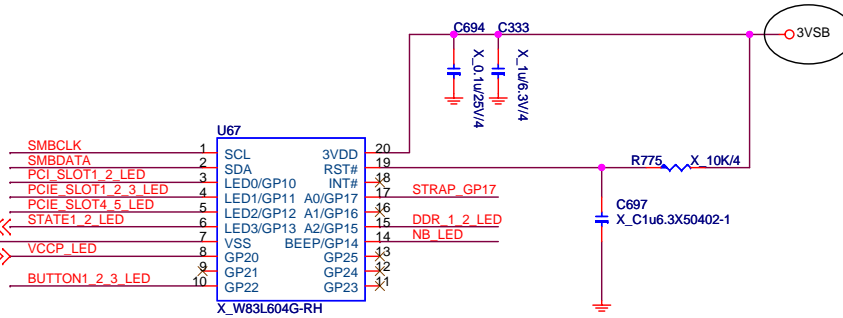 C694
C333
3VSB
X_0.1u/25V/4
X_1u/6.3V/4
U67
SMBCLK 1 SCL 3VDD 20
SMBDATA 2 SDA RST# 19 R775 X_10K/4
PCI_SLOT1_2_LED 3 LED0/GP10 INT# 18
PCIE_SLOT1_2_3_LED 4 LED1/GP11 A0/GP17 17 STRAP_GP17
PCIE_SLOT4_5_LED 5 LED2/GP12 A1/GP16 16
STATE1_2_LED 6 LED3/GP13 A2/GP15 15 DDR_1_2_LED
7 VSS BEEP/GP14 14 NB_LED
VCCP_LED 8 GP20 GP25 13
9 GP21 GP24 12
BUTTON1_2_3_LED 10 GP22 GP23 11
C697
X_C1u6.3X50402-1
X_W83L604G-RH